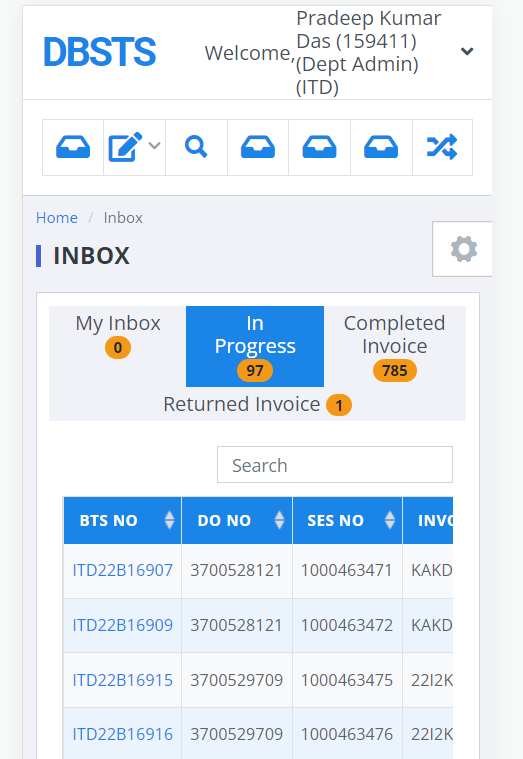 DBSTS
Welcome,
Pradeep Kumar
Das (159411)
(Dept Admin)
(ITD)
Home / Inbox
INBOX
My Inbox
0
In
Progress
97
Completed
Invoice
785
Returned Invoice 1
Search
BTS NO DO NO SES NO INVO
ITD22B16907 3700528121 1000463471 KAKD
ITD22B16909 3700528121 1000463472 KAKD
ITD22B16915 3700529709 1000463475 22I2K
ITD22B16916 3700529709 1000463476 22I2K